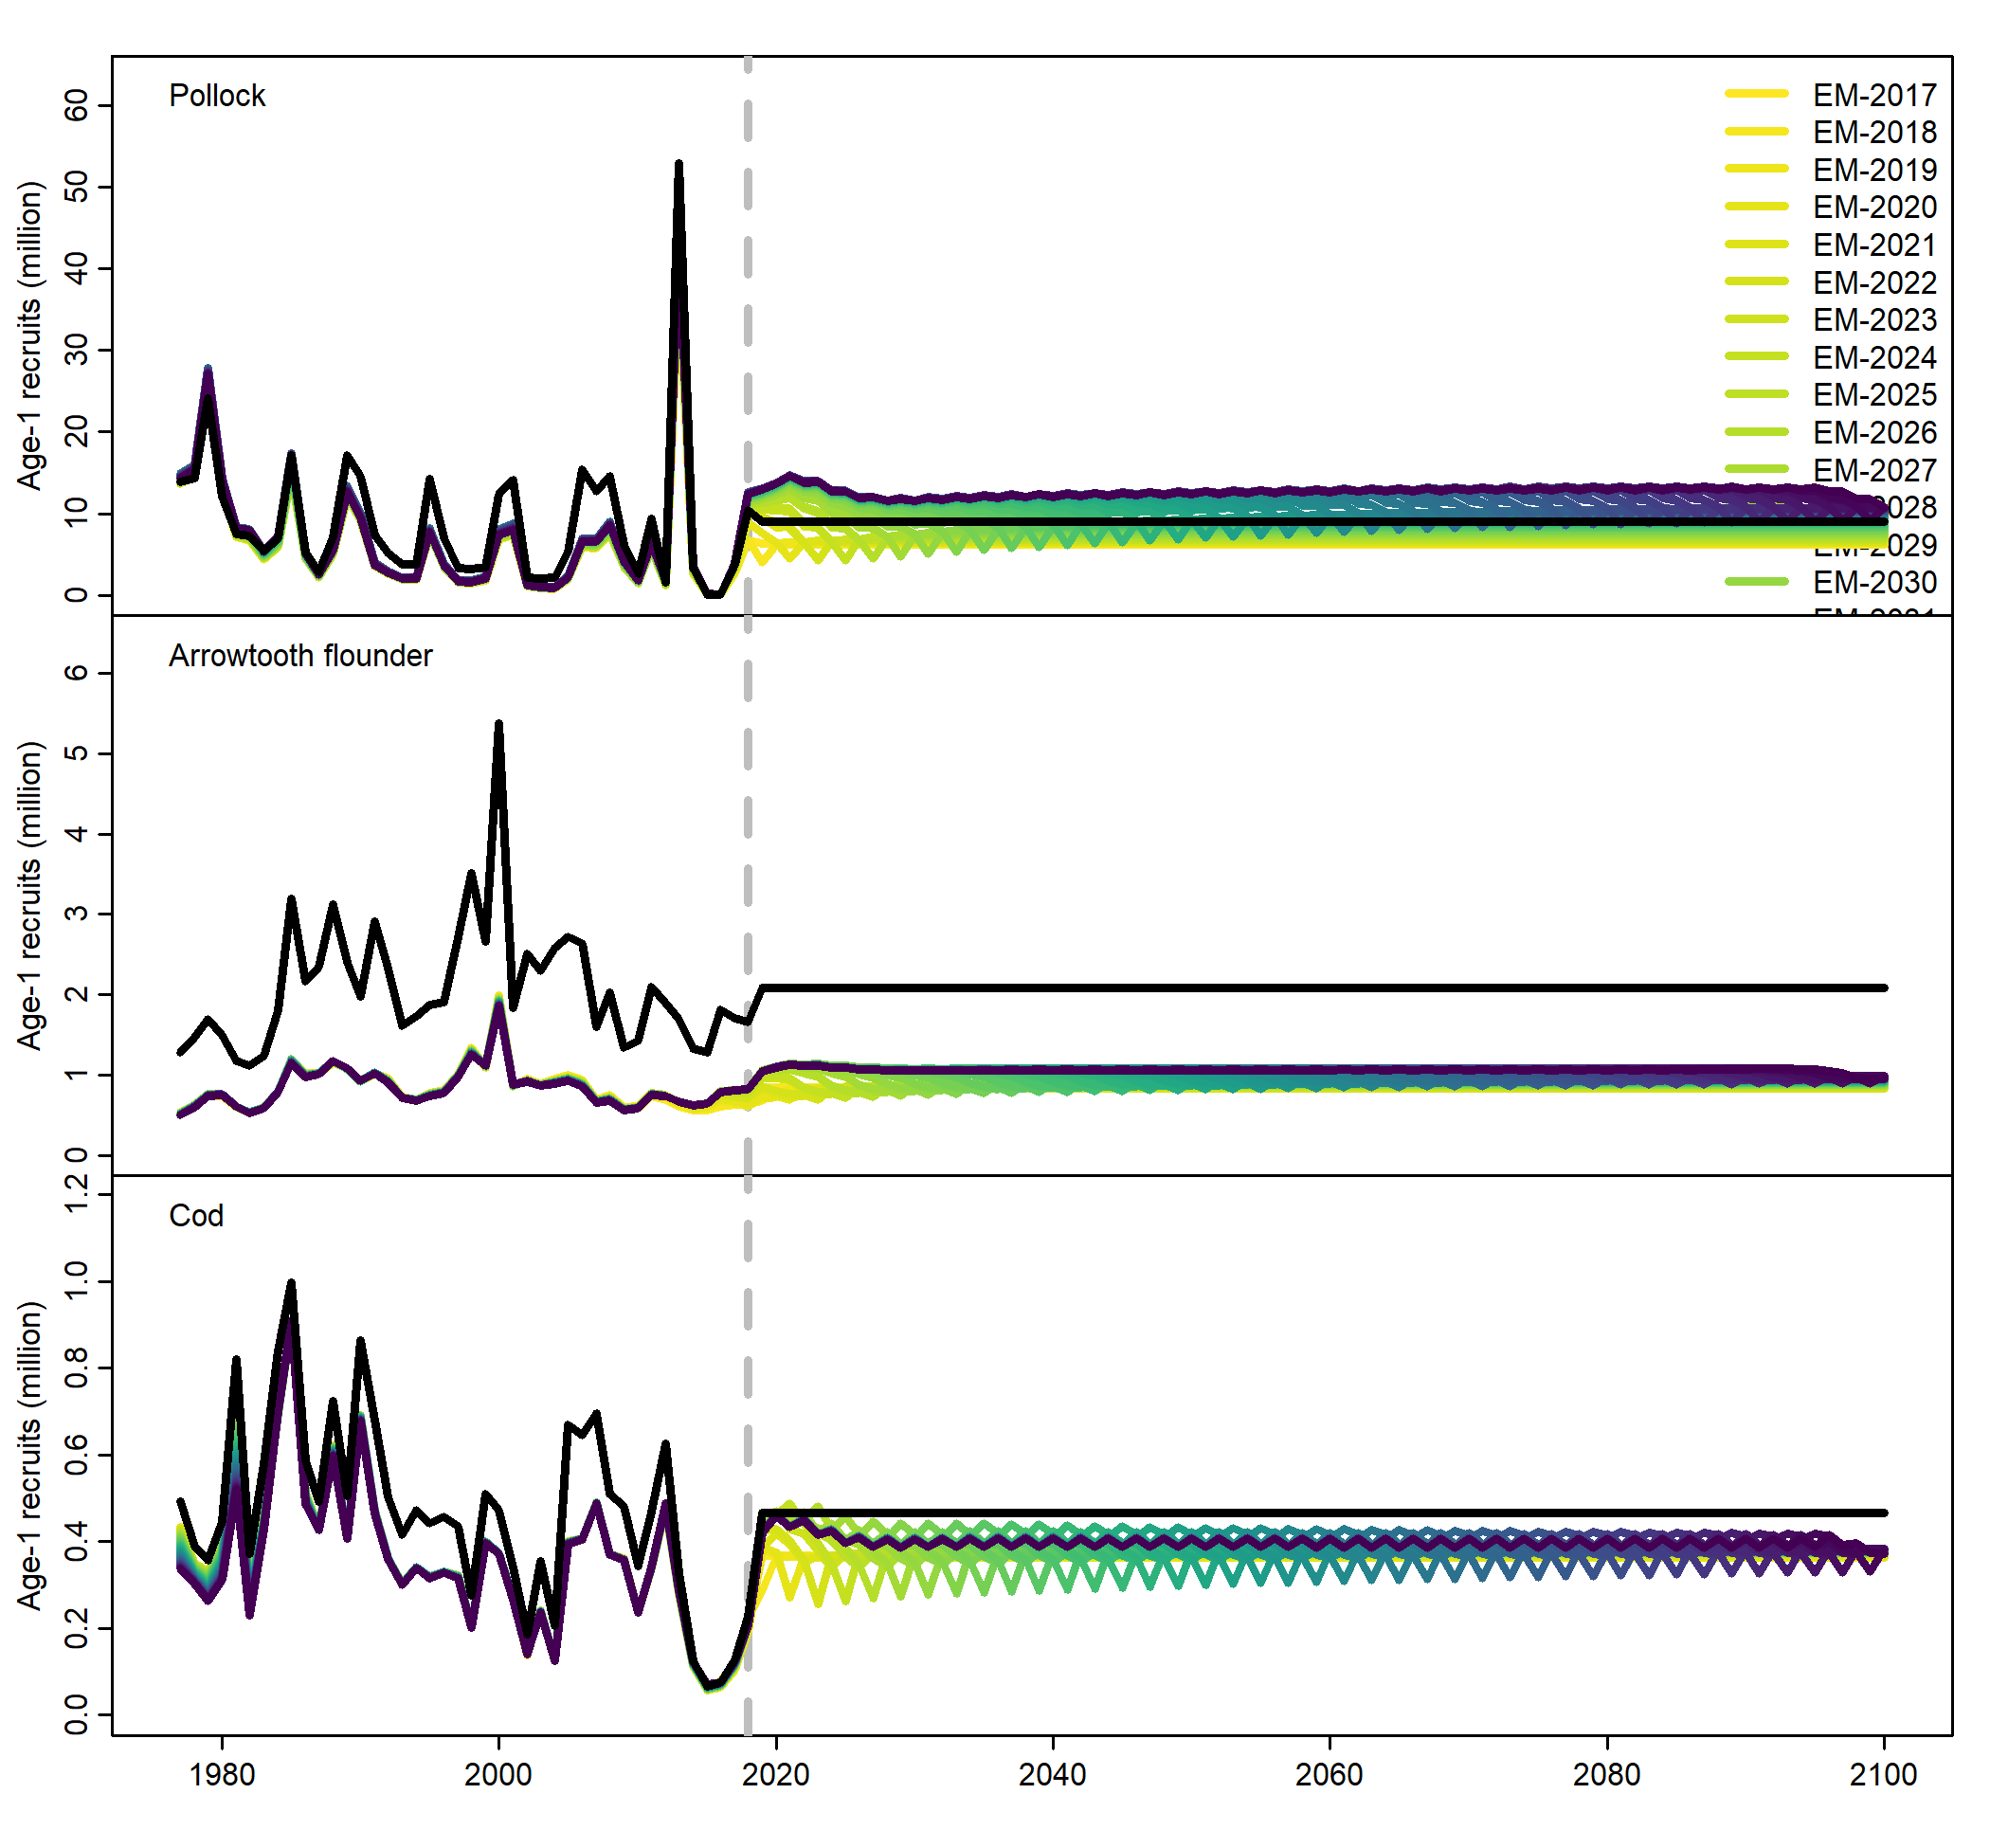 Pollock
Age-1 recruits (million)
60
50
40
30
20
10
0
EM-2017
EM-2018
EM-2019
EM-2020
EM-2021
EM-2022
EM-2023
EM-2024
EM-2025
EM-2026
EM-2027
028
2029
EM-2030
Arrowtooth flounder
Age-1 recruits (million)
6
5
4
3
2
1
0
Cod
Age-1 recruits (million)
1.2
1.0
0.8
0.6
0.4
0.2
0.0
1980 2000 2020 2040 2060 2080 2100